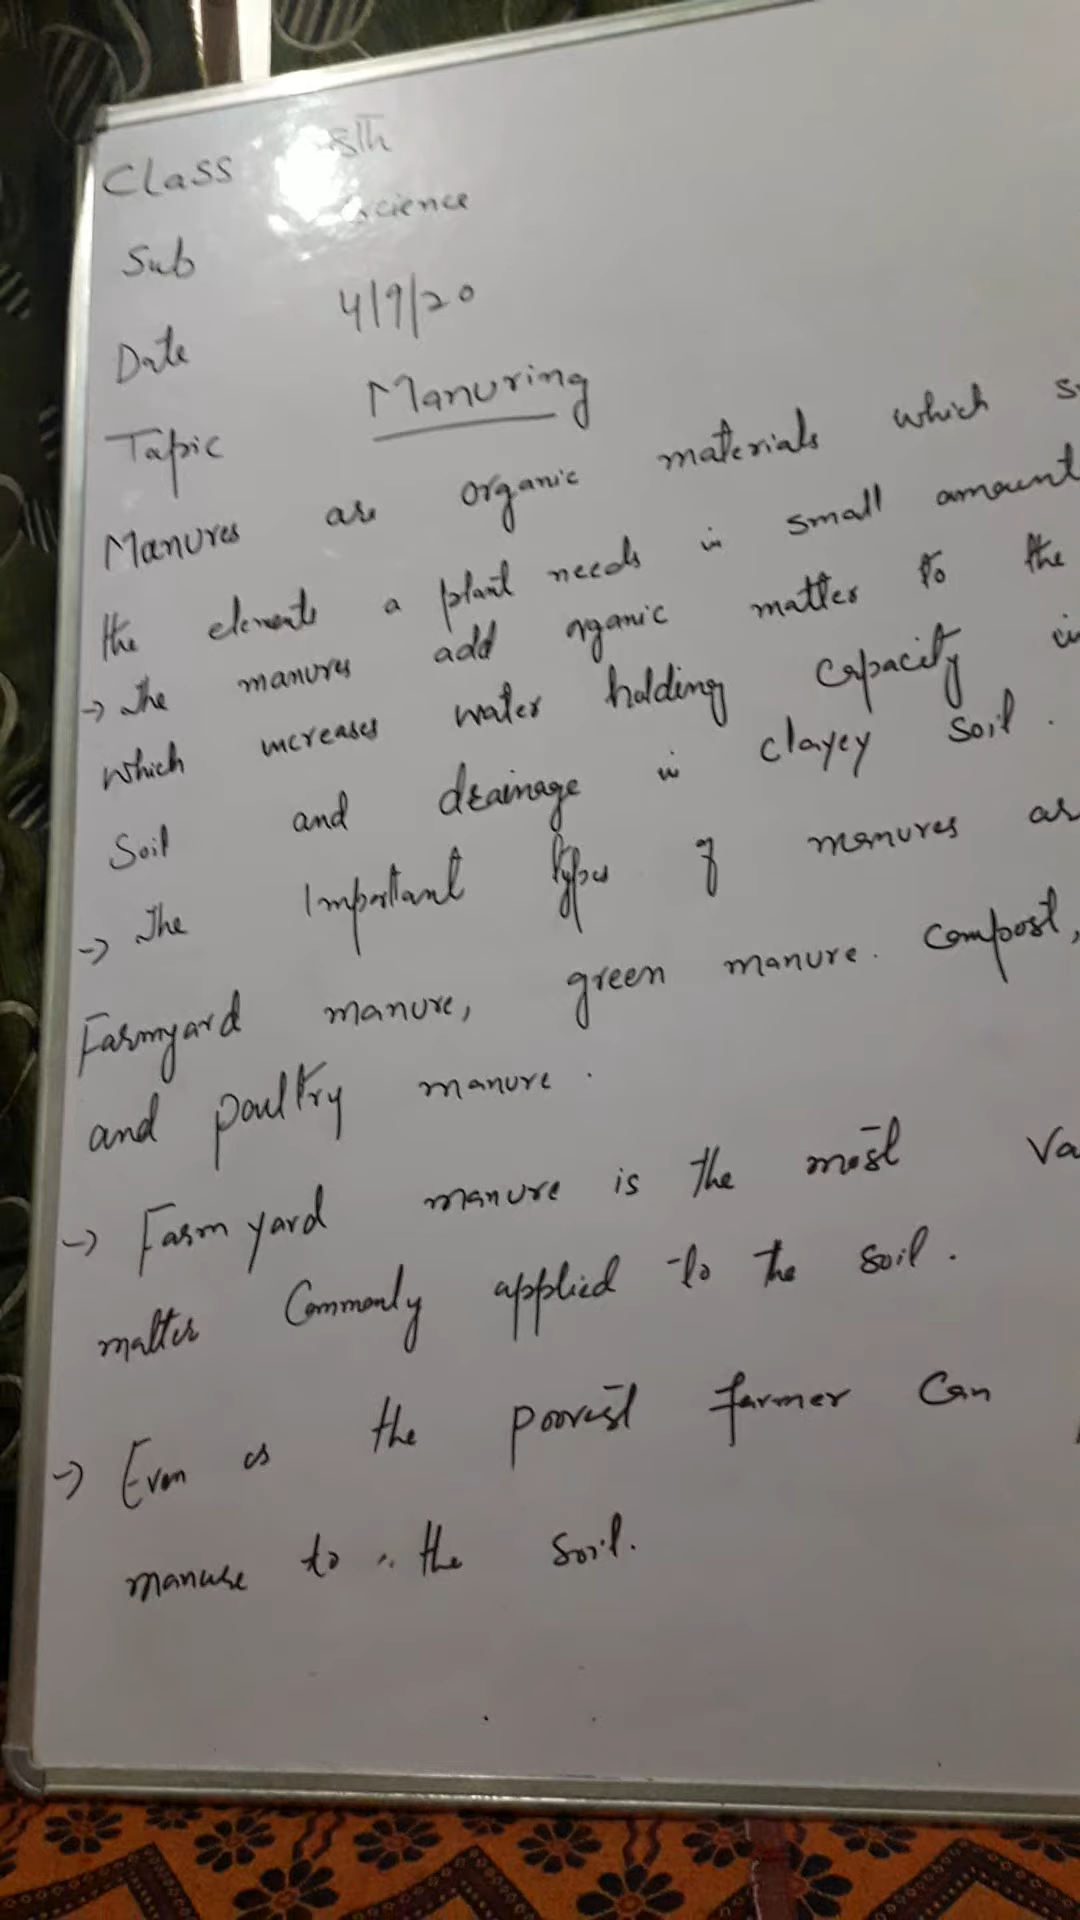 Class 8th
Sub Science
Date 4/9/20
Topic Manuring
Manures are organic materials which
the elements a plant needs in small amount
→ The manures add organic matter to the
which increases water holding capacity
Soil and drainage in clayey soil.
→ The Important types of manures
Farmyard manure, green manure. Compost,
and poultry manure.
→ Farm yard manure is the most
matter Commonly applied to the soil.
→ Even as the poorest farmer can
manure to the soil.